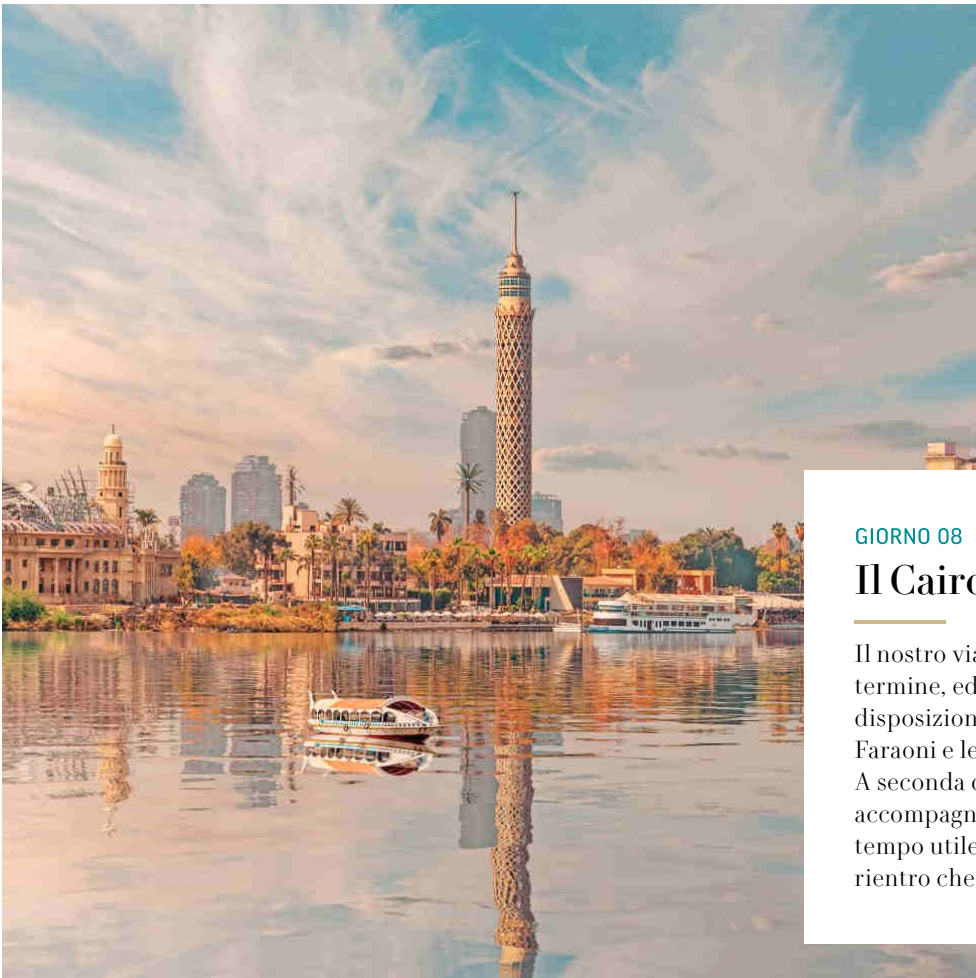 GIORNO 08
Il Cairo
Il nostro via
termine, ed
disposizion
Faraoni e le
A seconda
accompagn
tempo utile
rientro che